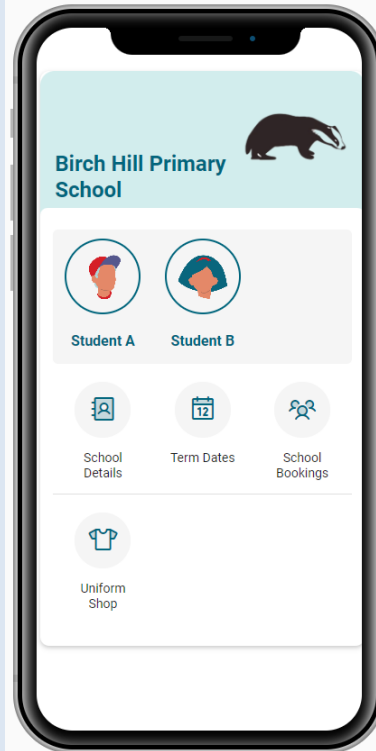 Birch Hill Primary
School
Student A
Student B
12
School
Details
Term Dates
School
Bookings
Uniform
Shop